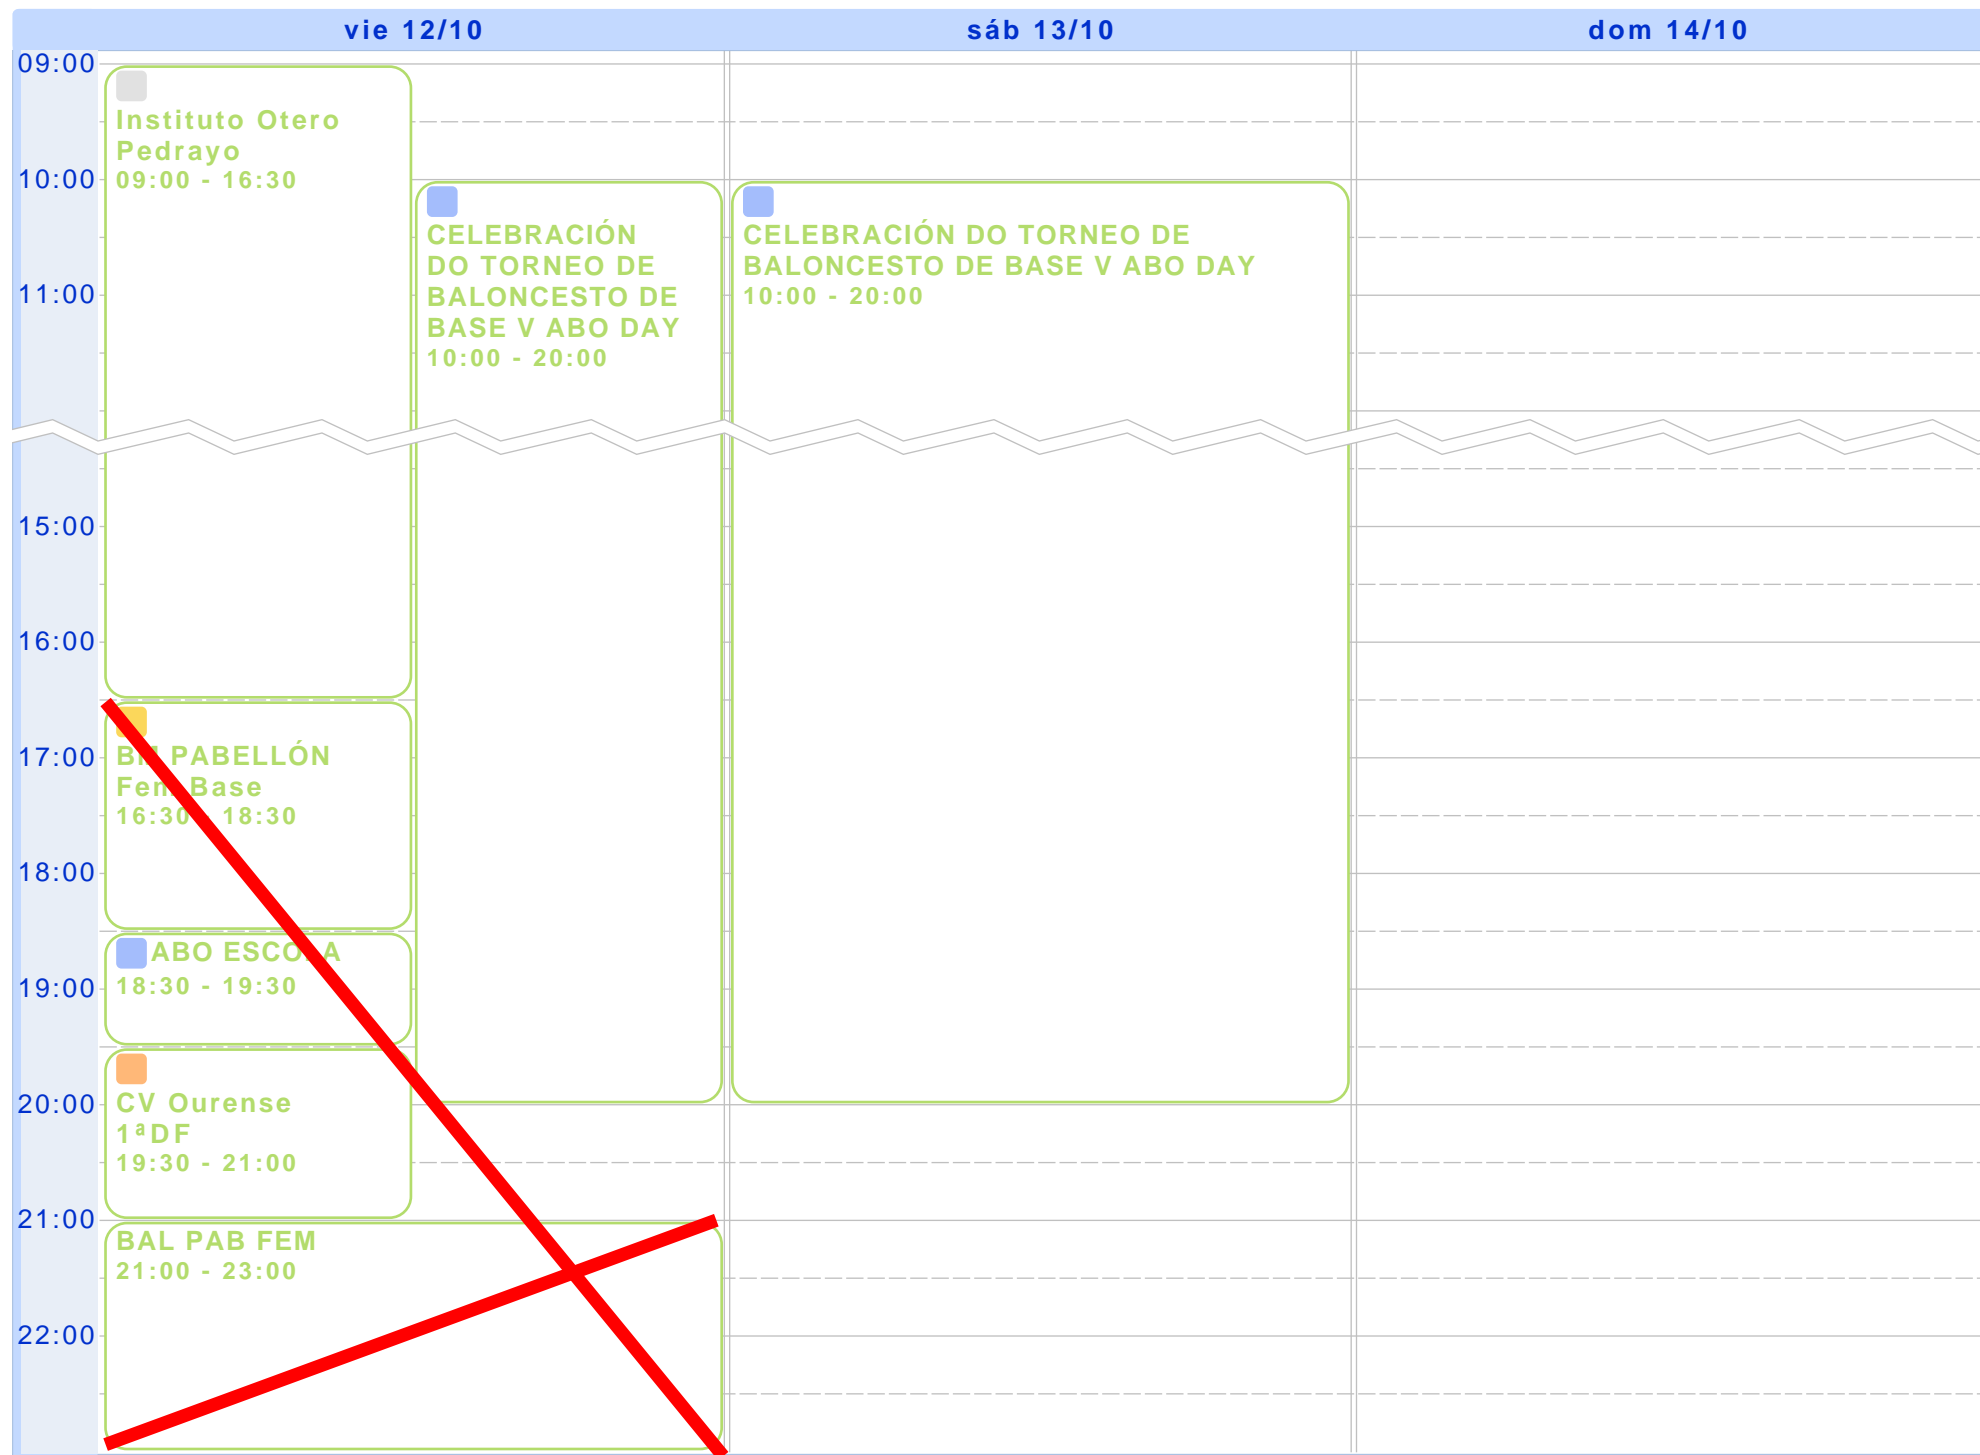 vie 12/10
sáb 13/10
dom 14/10
09:00
10:00
11:00
15:00
16:00
17:00
18:00
19:00
20:00
21:00
22:00
Instituto Otero
Pedrayo
09:00 - 16:30
CELEBRACIÓN
DO TORNEO DE
BALONCESTO DE
BASE V ABO DAY
10:00 - 20:00
CELEBRACIÓN DO TORNEO DE
BALONCESTO DE BASE V ABO DAY
10:00 - 20:00
BM PABELLÓN
Fem Base
16:30 - 18:30
ABO ESCOLA
18:30 - 19:30
CV Ourense
1ªDF
19:30 - 21:00
BAL PAB FEM
21:00 - 23:00